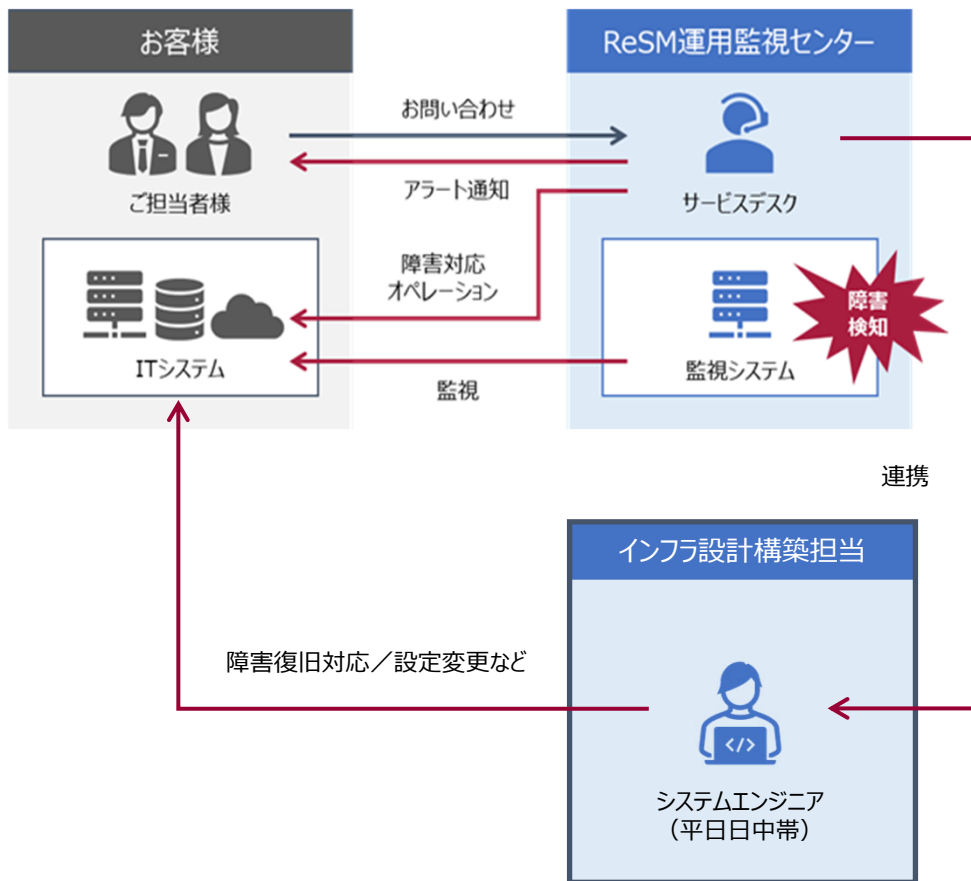 お客様
ReSM運用監視センター
お問い合わせ
アラート通知
ご担当者様
サービスデスク
障害対応
オペレーション
障害
検知
ITシステム
監視システム
監視
連携
インフラ設計構築担当
障害復旧対応／設定変更など
</>
システムエンジニア
（平日日中帯）